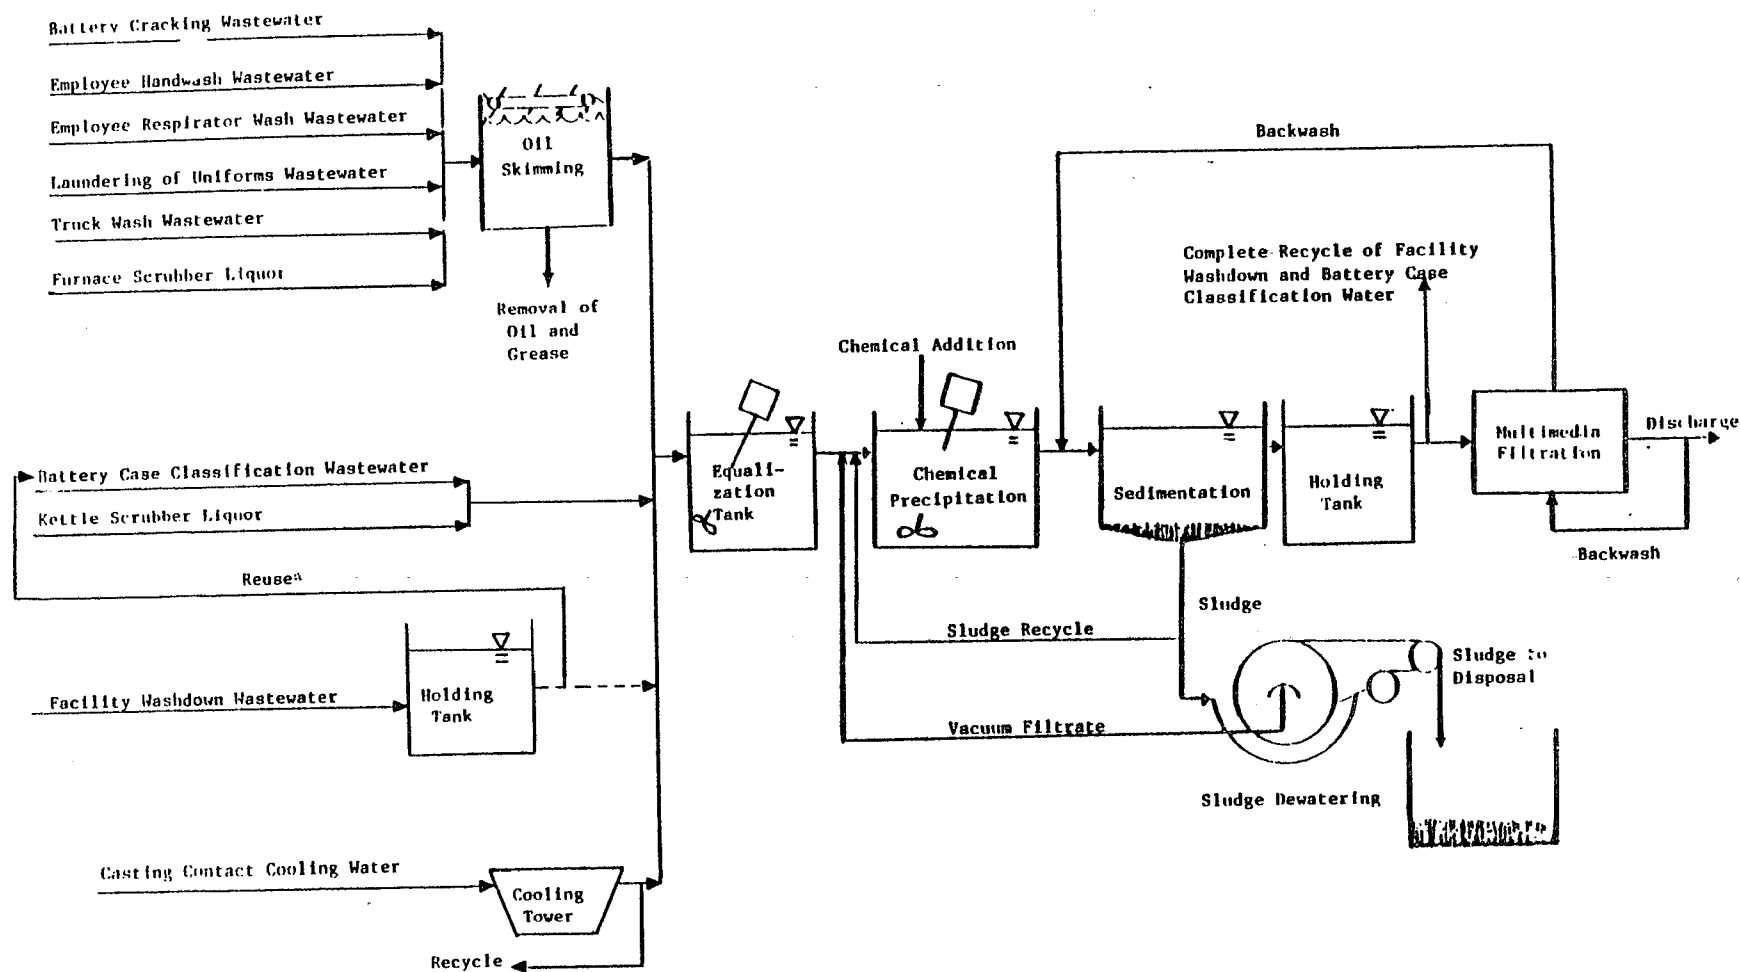 Battery Cracking Wastewater
Employee Handwash Wastewater
Employee Respirator Wash Wastewater
Laundering of Uniforms Wastewater
Truck Wash Wastewater
Furnace Scrubber Liquor
Oil
Skimming
Removal of
Oil and
Grease
Battery Case Classification Wastewater
Kettle Scrubber Liquor
Reuse
Facility Washdown Wastewater
Holding
Tank
Casting Contact Cooling Water
Cooling
Tower
Recycle
Equali-
zation
Tank
Chemical Addition
Chemical
Precipitation
Backwash
Complete Recycle of Facility
Washdown and Battery Case
Classification Water
Sedimentation
Holding
Tank
Multimedia
Filtration
Discharge
Backwash
Sludge
Sludge Recycle
Vacuum Filtrate
Sludge to
Disposal
Sludge Dewatering